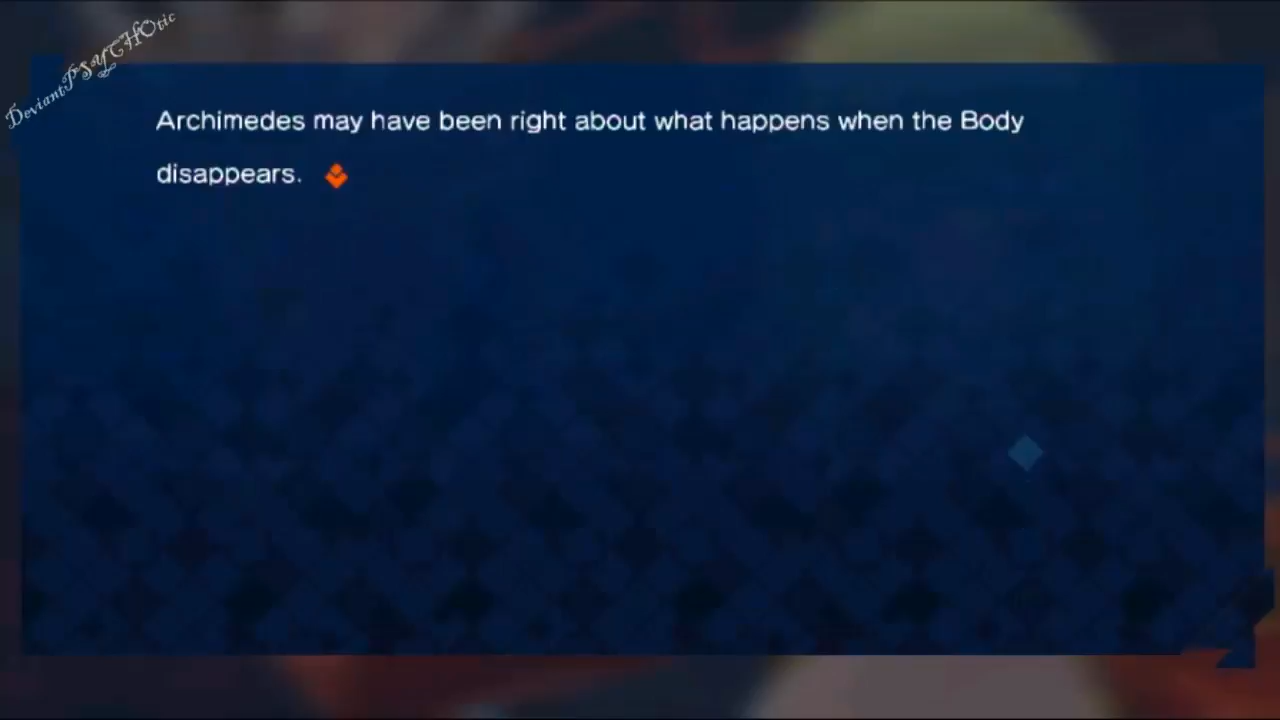 DeviantPSYCHOtic
Archimedes may have been right about what happens when the Body
disappears.